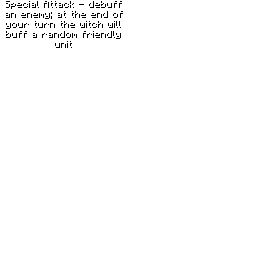 Special Attack - debuff
an enemy; at the end of
your turn the witch will
buff a random friendly
unit